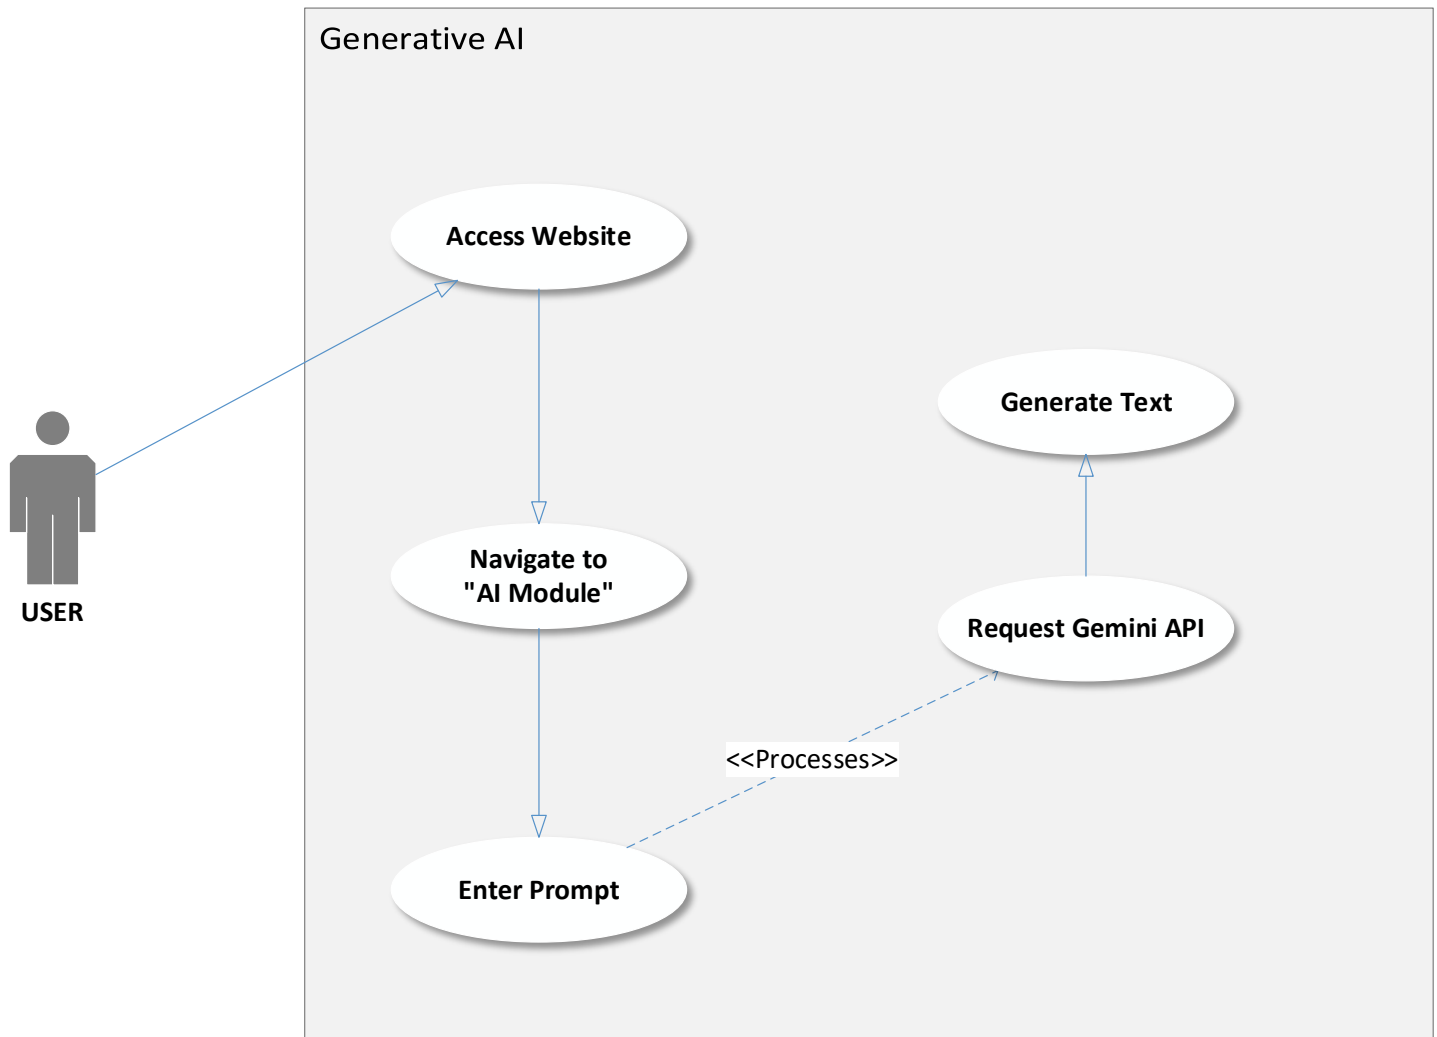 Generative AI
Access Website
Generate Text
Navigate to
"AI Module"
USER
Request Gemini API
<<Processes>>
Enter Prompt